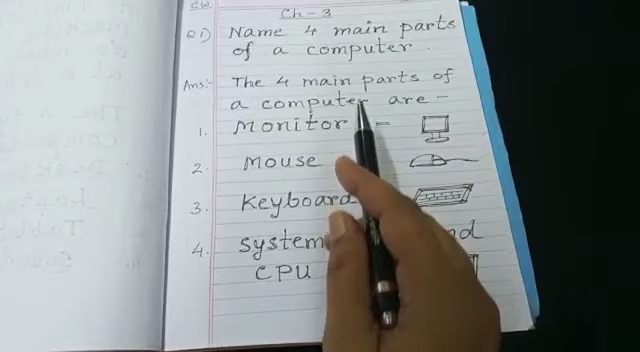 CW
Ch-3
Q1) Name 4 main parts
of a computer.
Ans:- The 4 main parts of
a computer are -
1. Monitor -
2. Mouse
3. Keyboard
4. System
CPU